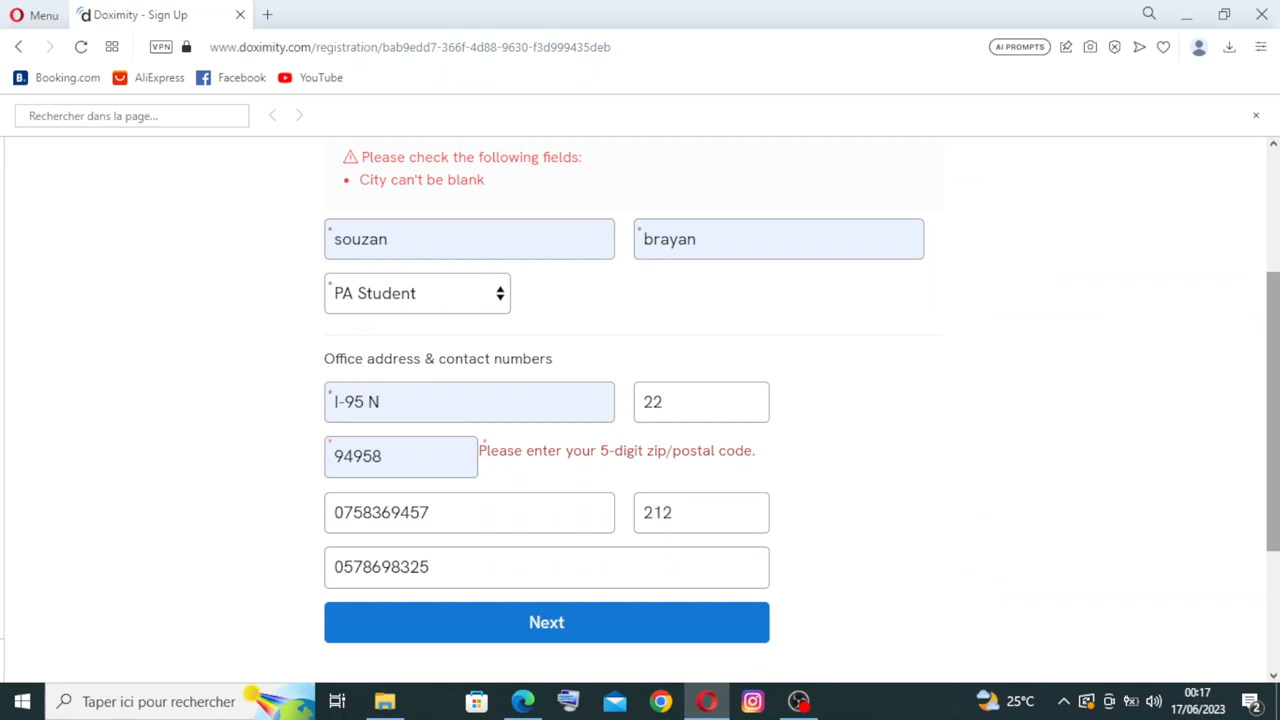 Menu
Doximity - Sign Up
VPN
www.doximity.com/registration/bab9edd7-366f-4d88-9630-f3d999435deb
AI PROMPTS
B. Booking.com AliExpress Facebook YouTube
Rechercher dans la page...
Please check the following fields:
• City can't be blank
* souzan
* brayan
* PA Student
Office address & contact numbers
* I-95 N
22
* 94958
* Please enter your 5-digit zip/postal code.
0758369457
212
0578698325
Next
Taper ici pour rechercher
25°C
00:17
17/06/2023
2